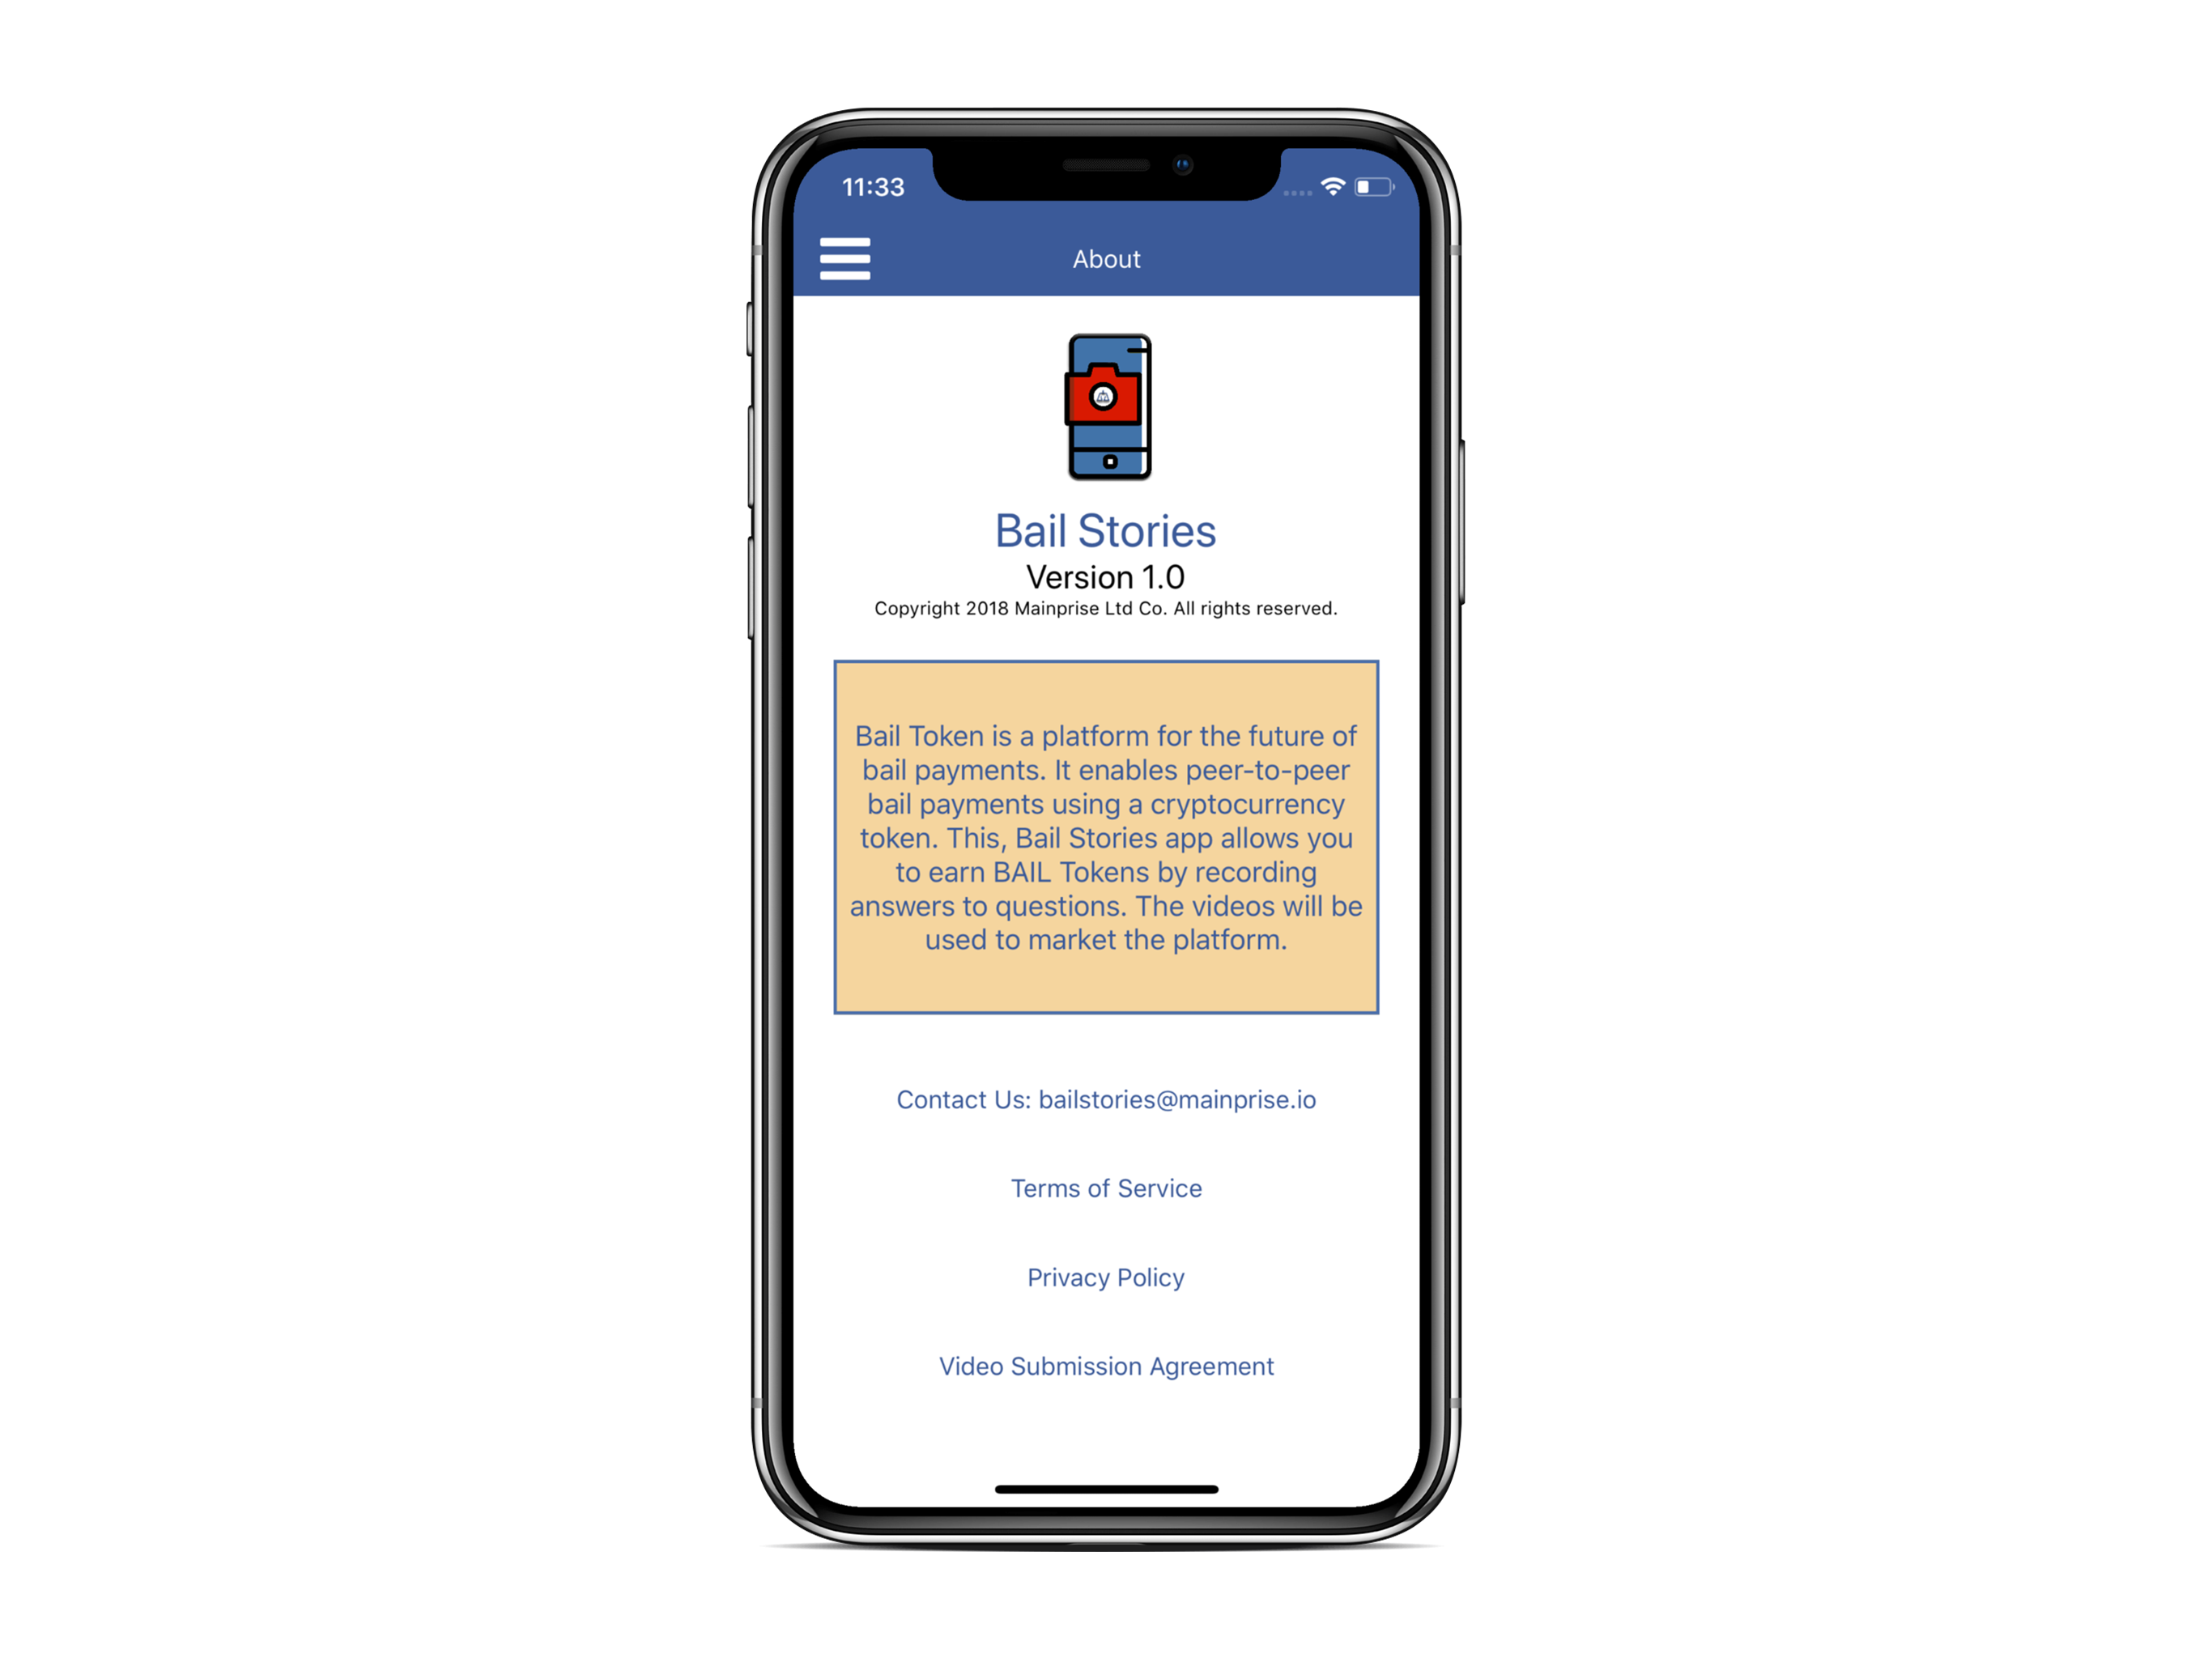 11:33
About
Bail Stories
Version 1.0
Copyright 2018 Mainprise Ltd Co. All rights reserved.
Bail Token is a platform for the future of
bail payments. It enables peer-to-peer
bail payments using a cryptocurrency
token. This, Bail Stories app allows you
to earn BAIL Tokens by recording
answers to questions. The videos will be
used to market the platform.
Contact Us: bailstories@mainprise.io
Terms of Service
Privacy Policy
Video Submission Agreement